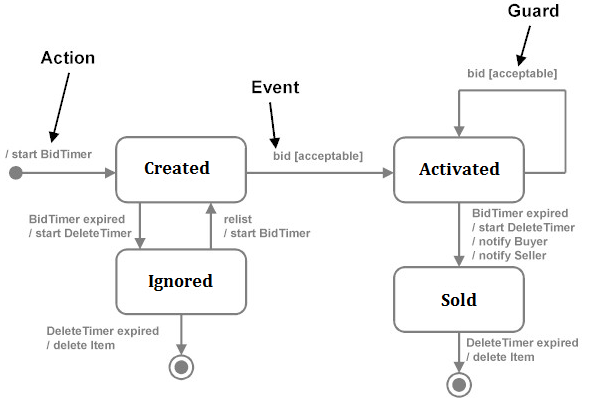 Guard
Action
bid [acceptable]
Event
/ start BidTimer
bid [acceptable]
Created
Activated
BidTimer expired
/ start DeleteTimer
relist
/ start BidTimer
BidTimer expired
/ start DeleteTimer
/ notify Buyer
/ notify Seller
Ignored
Sold
DeleteTimer expired
/ delete Item
DeleteTimer expired
/ delete Item